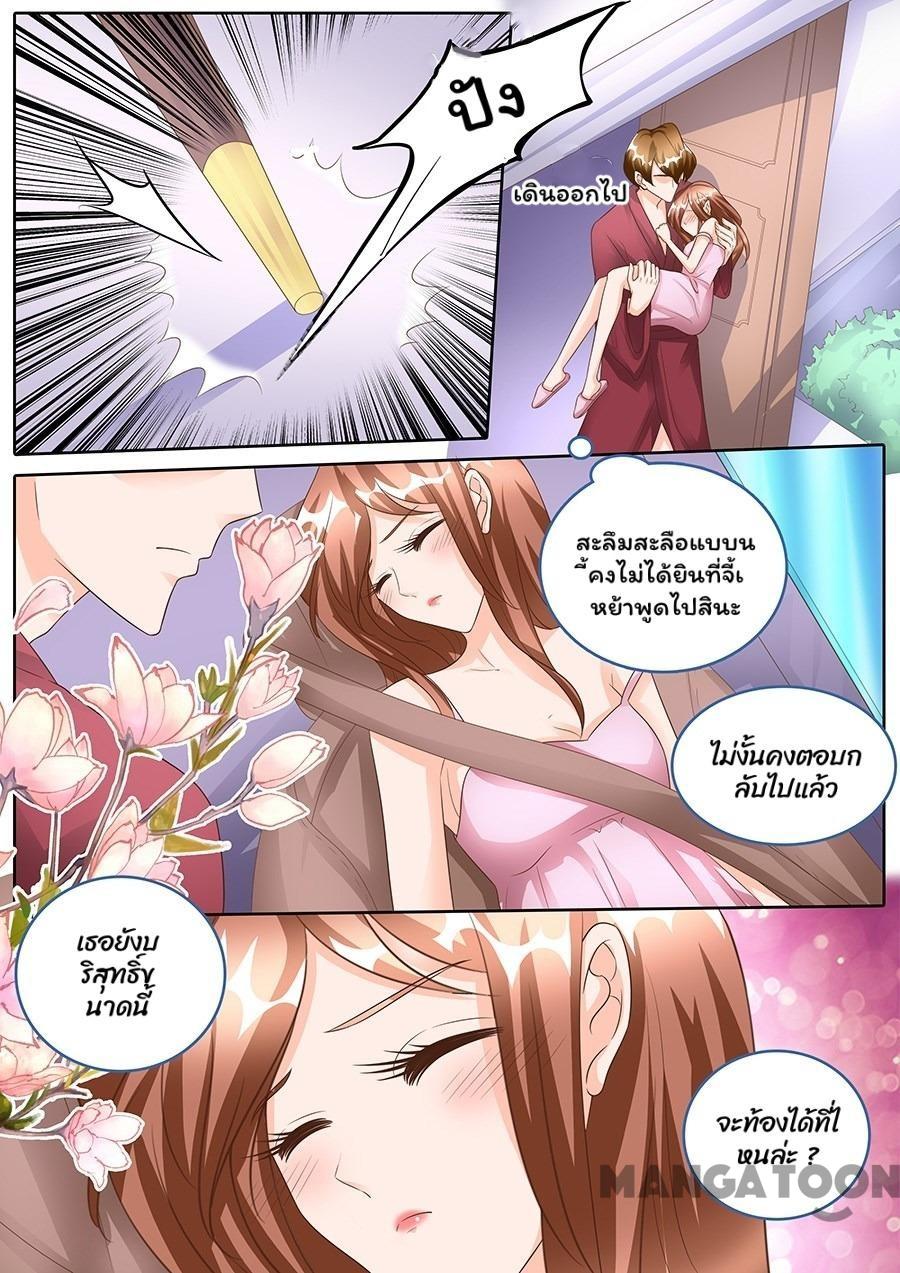 ปัง
เดินออกไป
สะลึมสะลือแบบน
ี้คงไม่ได้ยินที่จี้เ
หย้าพูดไปสินะ
ไม่งั้นคงตอบก
ลับไปแล้ว
เธอยังบ
ริสุทธิ์ข
นาดนี้
จะท้องได้ที่ไ
หนล่ะ ?
MANGATOON